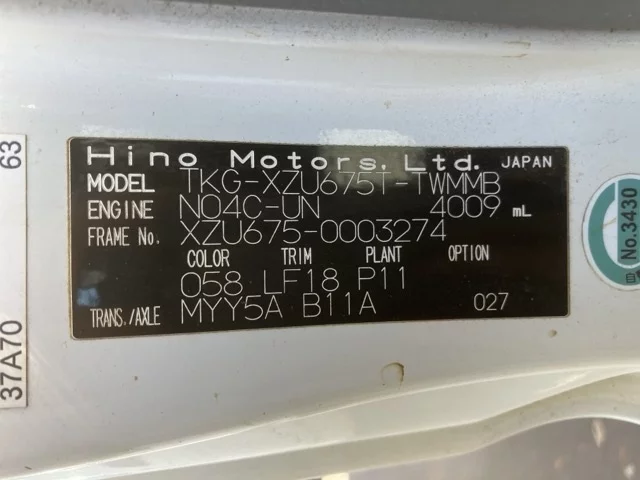 Hino Motors, Ltd. JAPAN
MODEL TKG-XZU675T-TWMMB
ENGINE N04C-UN 4009 mL
FRAME No. XZU675-0003274
COLOR TRIM PLANT OPTION
058 LF18 P11
TRANS./AXLE MYY5A B11A 027
37A70 63
No.3430